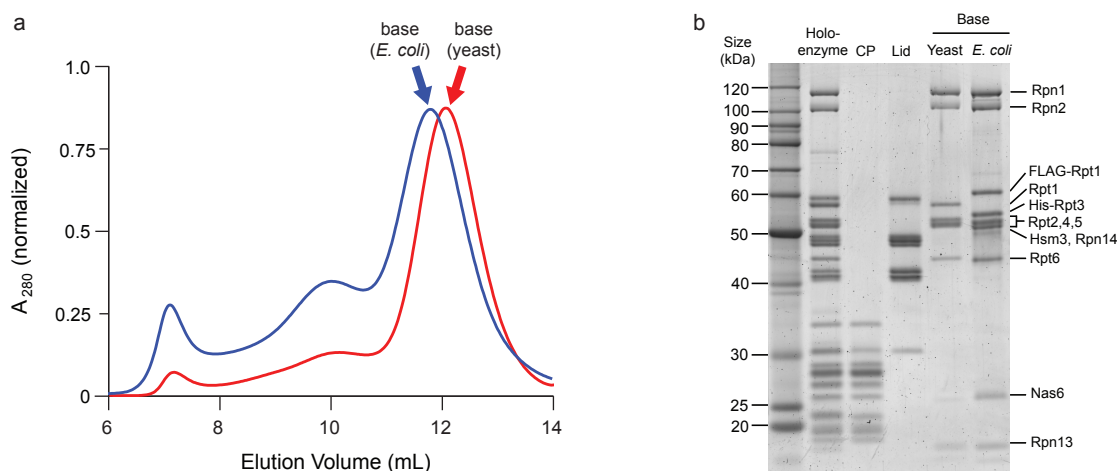 a
base
(E. coli)
base
(yeast)
1.0
0.75
0.5
0.25
0
A280 (normalized)
6
8
10
12
14
Elution Volume (mL)
b
Size
(kDa)
Holo-
enzyme
CP
Lid
Base
Yeast
E. coli
120
100
90
80
70
60
50
40
30
25
20
Rpn1
Rpn2
FLAG-Rpt1
Rpt1
His-Rpt3
Rpt2,4,5
Hsm3, Rpn14
Rpt6
Nas6
Rpn13